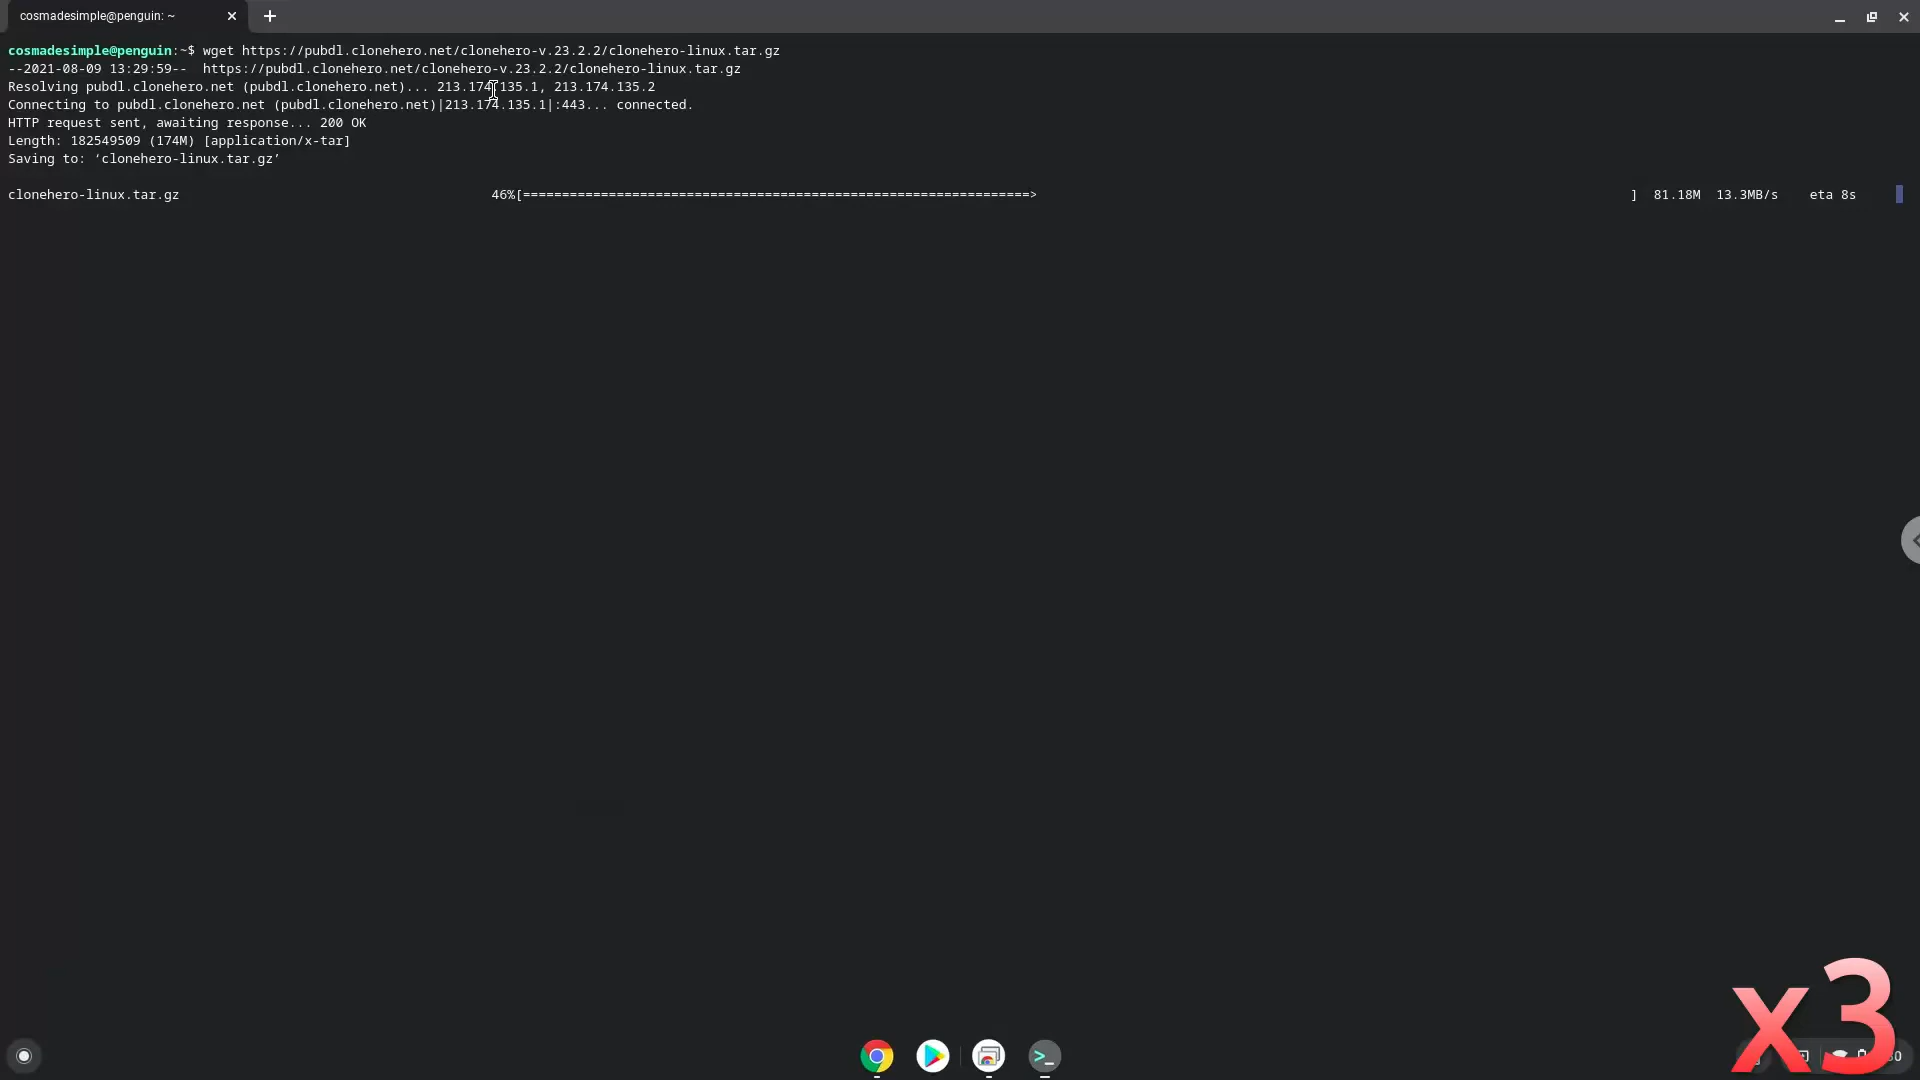 cosmadesimple@penguin: ~
cosmadesimple@penguin:~$ wget https://pubdl.clonehero.net/clonehero-v.23.2.2/clonehero-linux.tar.gz
--2021-08-09 13:29:59--  https://pubdl.clonehero.net/clonehero-v.23.2.2/clonehero-linux.tar.gz
Resolving pubdl.clonehero.net (pubdl.clonehero.net)... 213.174.135.1, 213.174.135.2
Connecting to pubdl.clonehero.net (pubdl.clonehero.net)|213.174.135.1|:443... connected.
HTTP request sent, awaiting response... 200 OK
Length: 182549509 (174M) [application/x-tar]
Saving to: ‘clonehero-linux.tar.gz’
clonehero-linux.tar.gz 46%[=================================================================> ] 81.18M 13.3MB/s eta 8s
x3